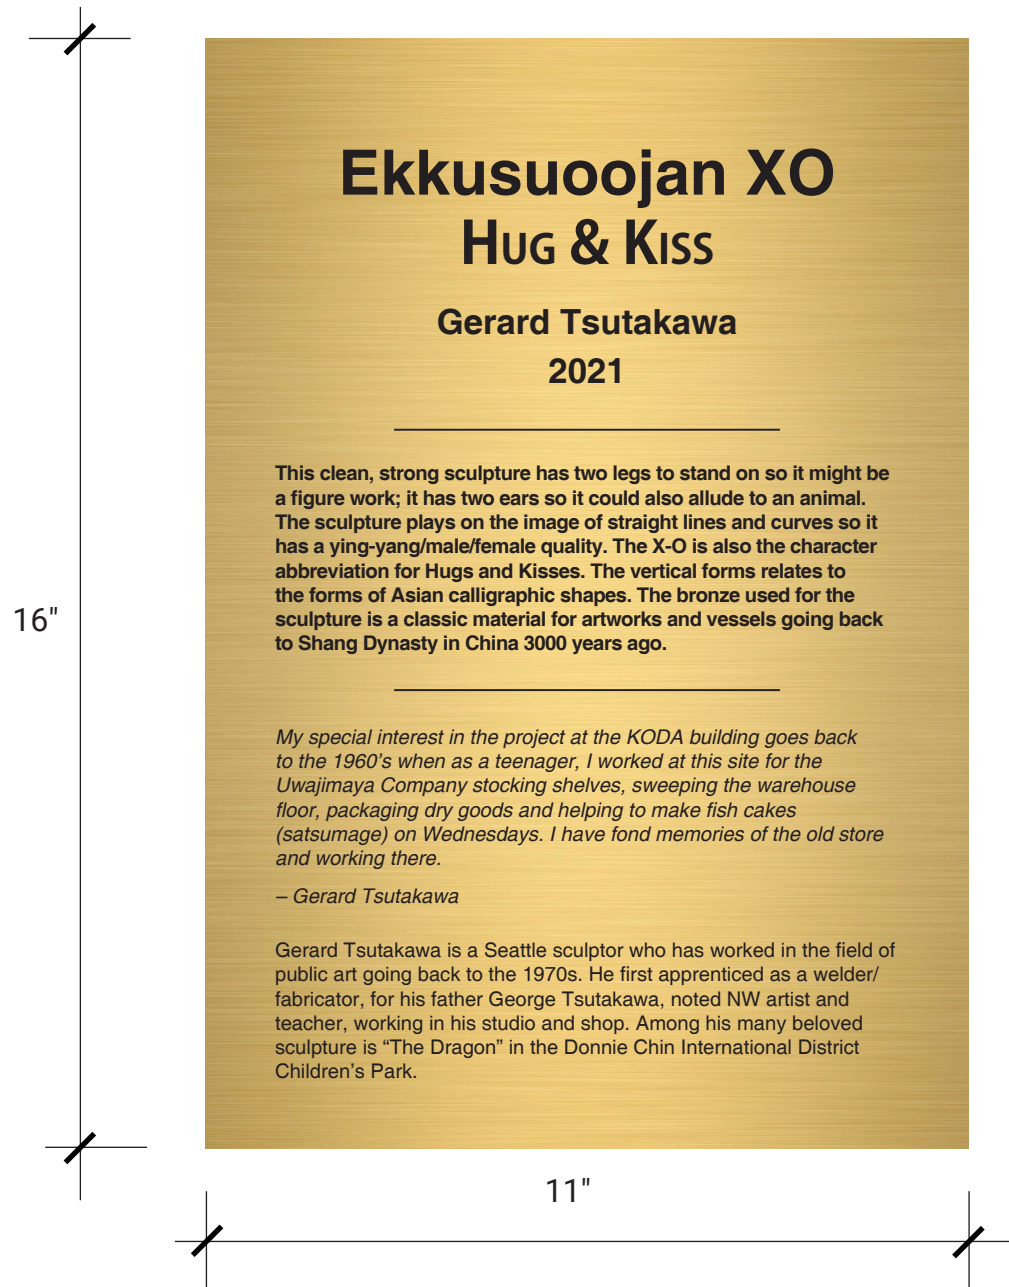 Ekkusuoojan XO
Hug & Kiss
Gerard Tsutakawa
2021
This clean, strong sculpture has two legs to stand on so it might be
a figure work; it has two ears so it could also allude to an animal.
The sculpture plays on the image of straight lines and curves so it
has a ying-yang/male/female quality. The X-O is also the character
abbreviation for Hugs and Kisses. The vertical forms relates to
the forms of Asian calligraphic shapes. The bronze used for the
sculpture is a classic material for artworks and vessels going back
to Shang Dynasty in China 3000 years ago.
16"
My special interest in the project at the KODA building goes back
to the 1960’s when as a teenager, I worked at this site for the
Uwajimaya Company stocking shelves, sweeping the warehouse
floor, packaging dry goods and helping to make fish cakes
(satsumage) on Wednesdays. I have fond memories of the old store
and working there.
– Gerard Tsutakawa
Gerard Tsutakawa is a Seattle sculptor who has worked in the field of
public art going back to the 1970s. He first apprenticed as a welder/
fabricator, for his father George Tsutakawa, noted NW artist and
teacher, working in his studio and shop. Among his many beloved
sculpture is “The Dragon” in the Donnie Chin International District
Children’s Park.
11"